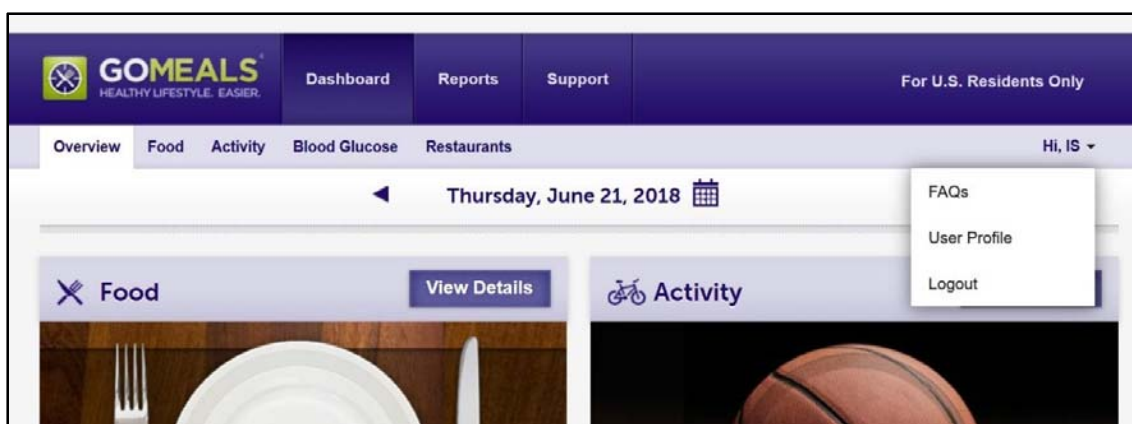 GOMEALS®
HEALTHY LIFESTYLE. EASIER.
Dashboard
Reports
Support
For U.S. Residents Only
Overview
Food
Activity
Blood Glucose
Restaurants
Hi, IS
Thursday, June 21, 2018
FAQs
User Profile
Logout
Food
View Details
Activity